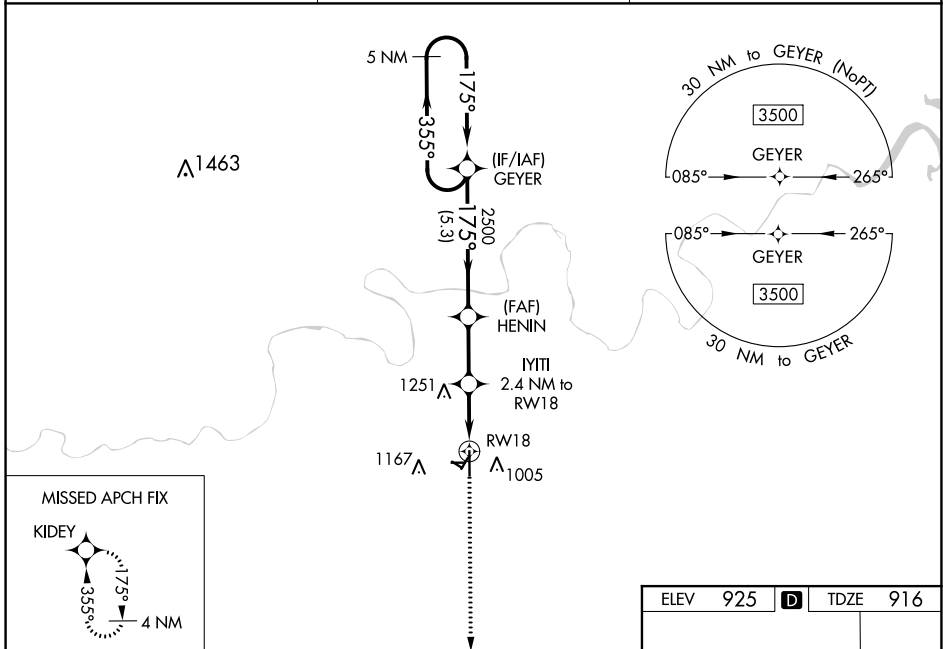 5 NM
175°
355°
(IF/IAF)
GEYER
1463
2500
175°
(5.3)
(FAF)
HENIN
IYITI
2.4 NM to
RW18
1251
RW18
1167
1005
30 NM to GEYER (NoPT)
3500
GEYER
085°
265°
085°
265°
GEYER
3500
30 NM to GEYER
MISSED APCH FIX
KIDEY
175°
355°
4 NM
ELEV 925 D TDZE 916